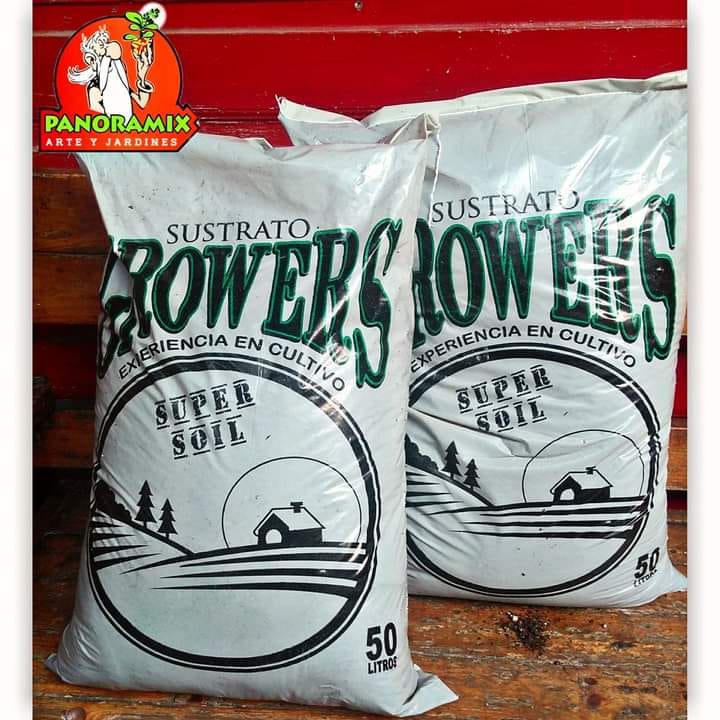 PANORAMIX
ARTE Y JARDINES
SUSTRATO
GROWERS
EXPERIENCIA EN CULTIVO
SUPER
SOIL
50
LITROS
SUSTRATO
GROWERS
EXPERIENCIA EN CULTIVO
SUPER
SOIL
50
LITROS